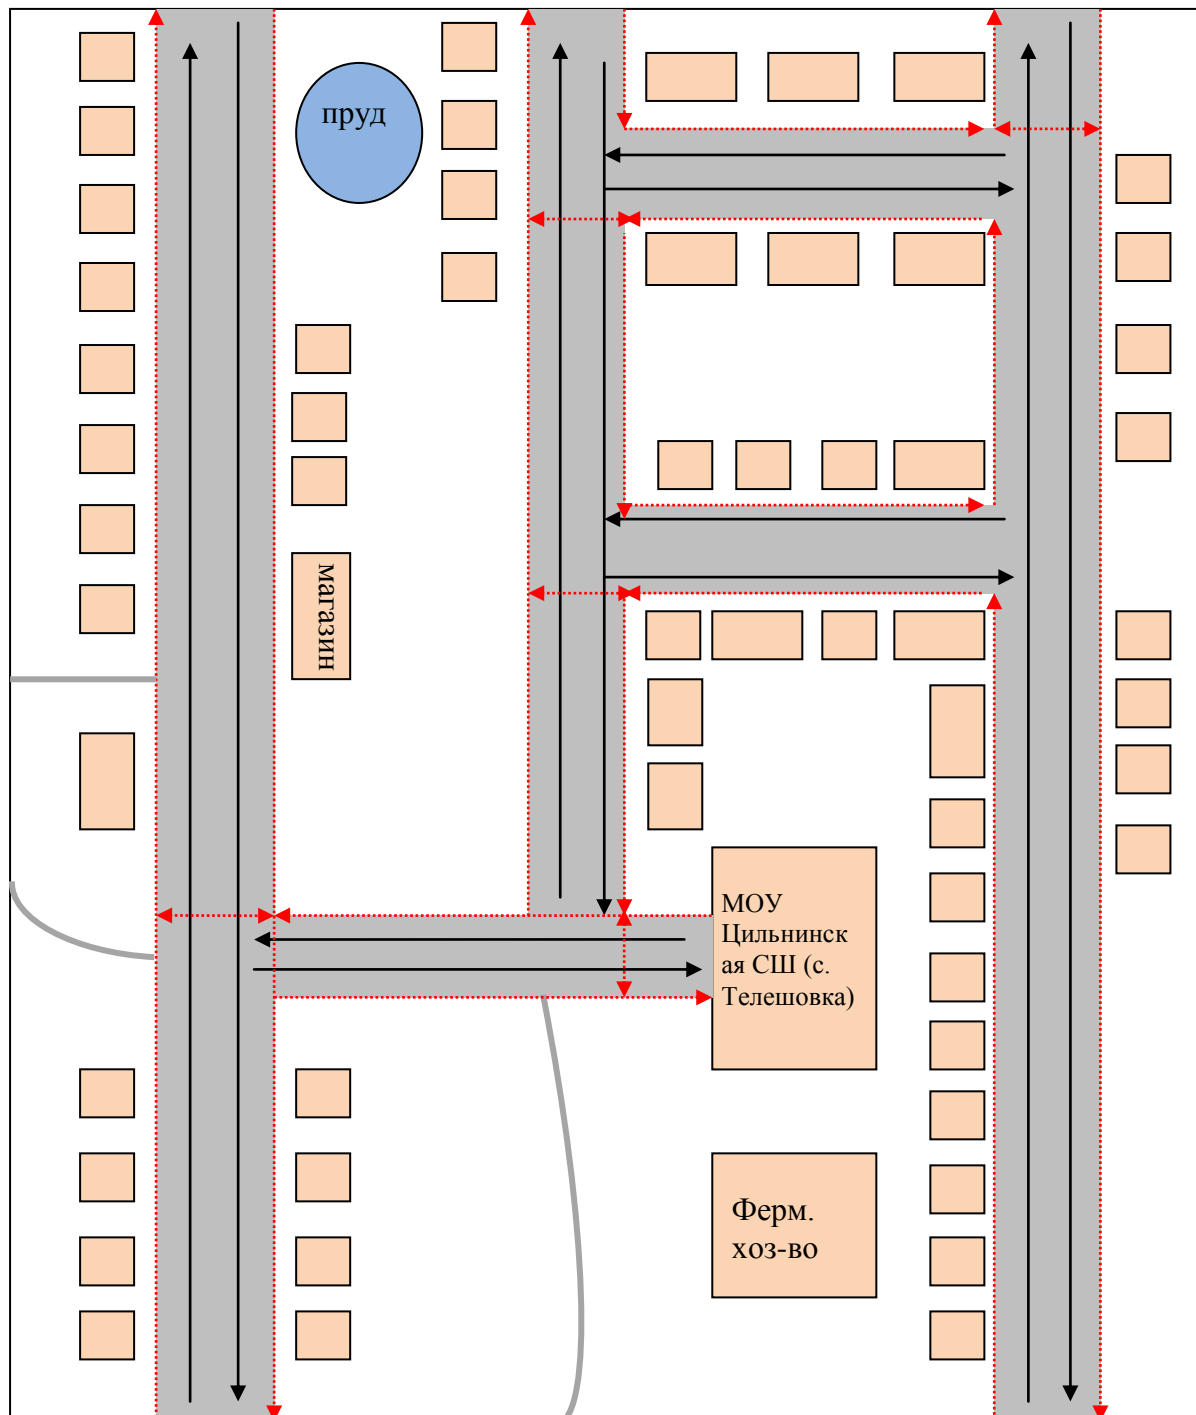 пруд
магазин
МОУ
Цильнинск
ая СШ (с.
Телешовка)
Ферм.
хоз-во